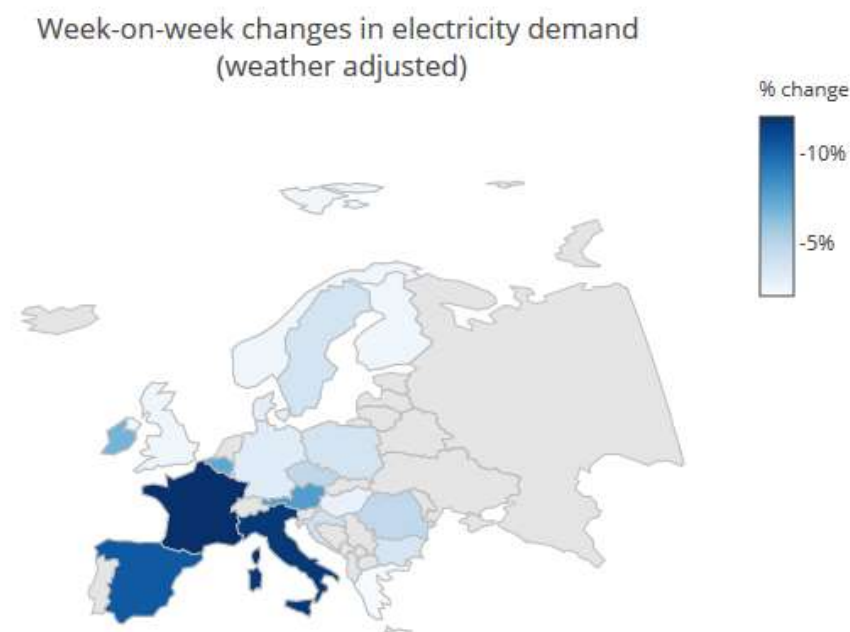 Week-on-week changes in electricity demand
(weather adjusted)
% change
-10%
-5%